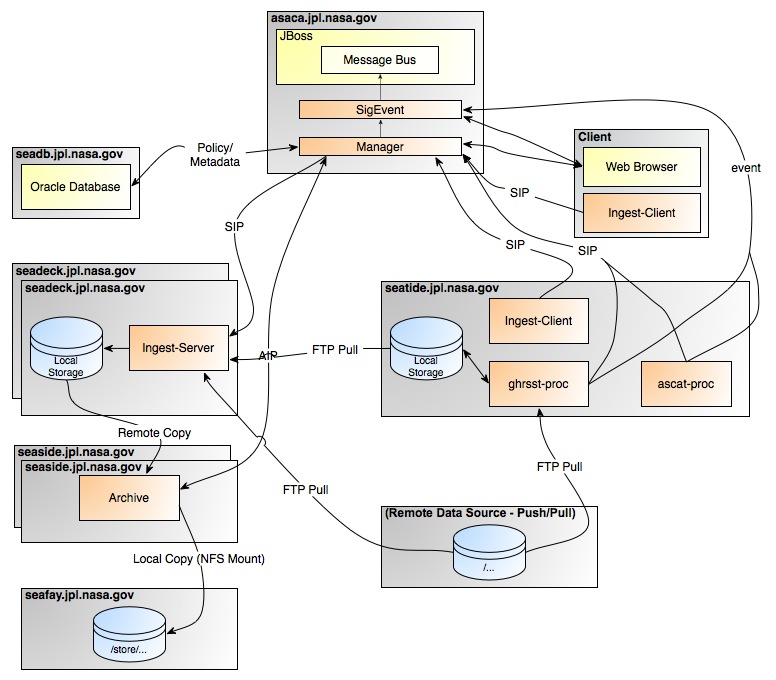 asaca.jpl.nasa.gov
JBoss
Message Bus
SigEvent
Manager
seadb.jpl.nasa.gov
Oracle Database
Policy/
Metadata
Client
Web Browser
Ingest-Client
event
SIP
SIP
SIP
SIP
seadeck.jpl.nasa.gov
seadeck.jpl.nasa.gov
Local
Storage
Ingest-Server
AIP
FTP Pull
seatide.jpl.nasa.gov
Ingest-Client
Local
Storage
ghrsst-proc
ascat-proc
Remote Copy
seaside.jpl.nasa.gov
seaside.jpl.nasa.gov
Archive
FTP Pull
FTP Pull
(Remote Data Source - Push/Pull)
/...
Local Copy (NFS Mount)
seafay.jpl.nasa.gov
/store/...